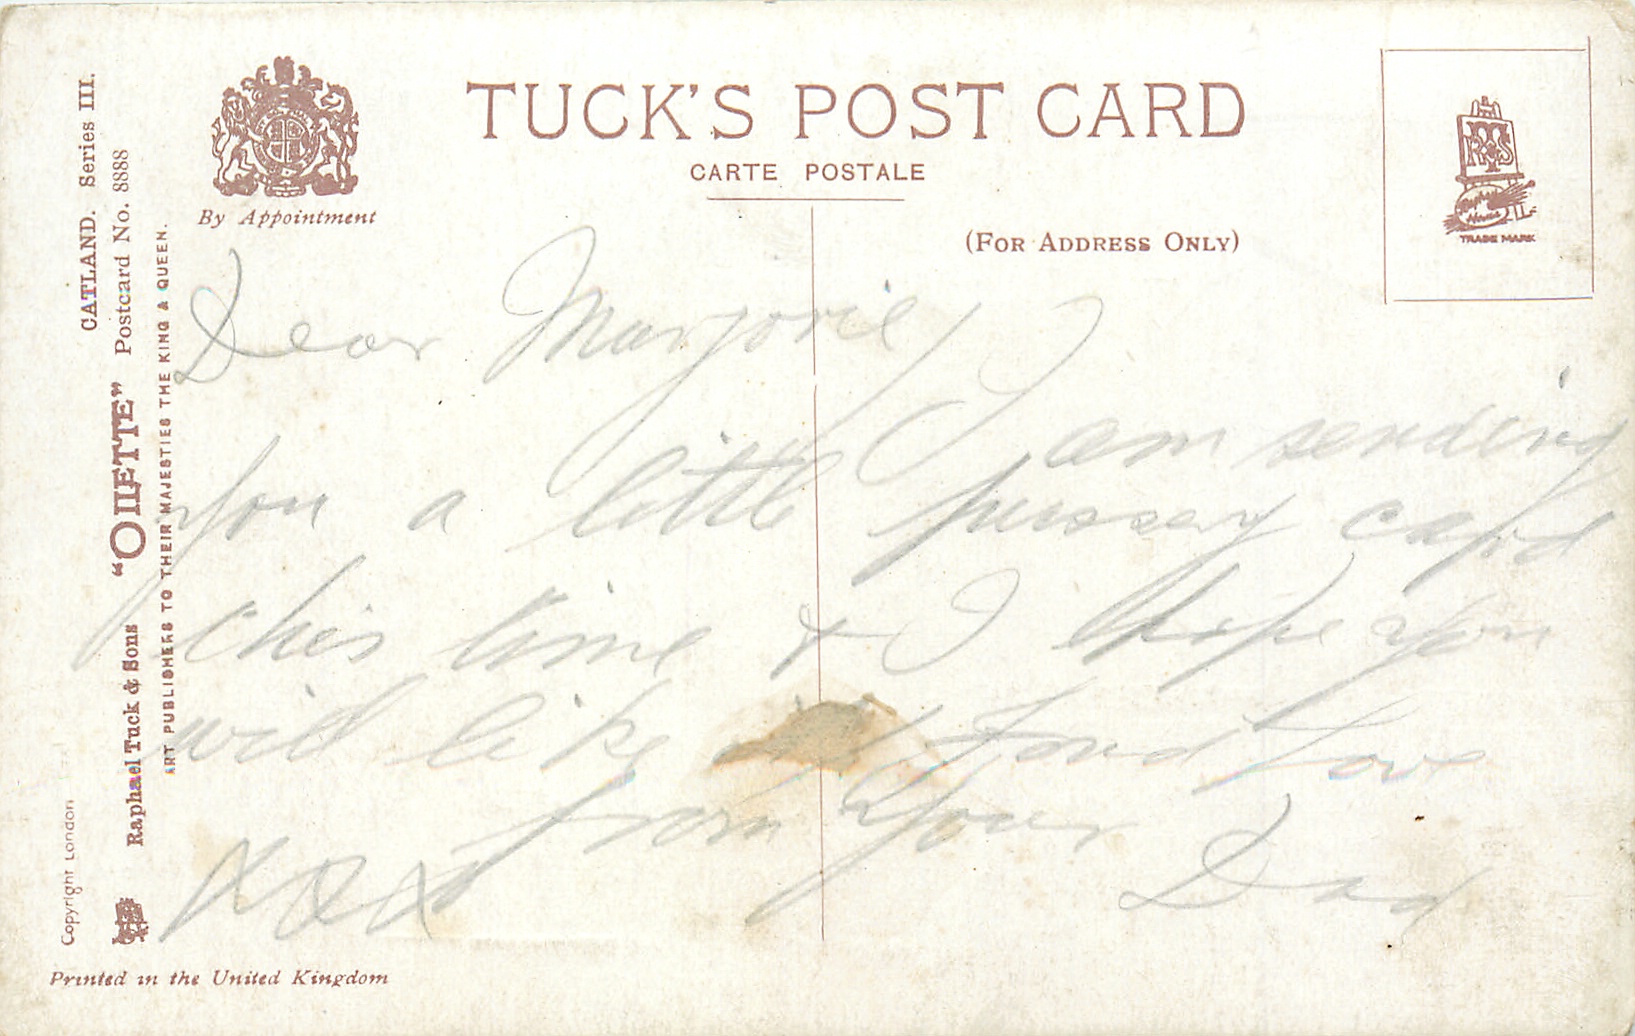 TUCK'S POST CARD
CARTE POSTALE
(FOR ADDRESS ONLY)
By Appointment
CATLAND. Series III.
"OILETTE" Postcard No. 8888
Raphael Tuck & Sons
ART PUBLISHERS TO THEIR MAJESTIES THE KING & QUEEN.
Copyright London
Printed in the United Kingdom
TRADE MARK
Dear Marjorie,
I am sending
you a little pussey card
this time & I hope you
will like it fond Love
from your Dad
xxx